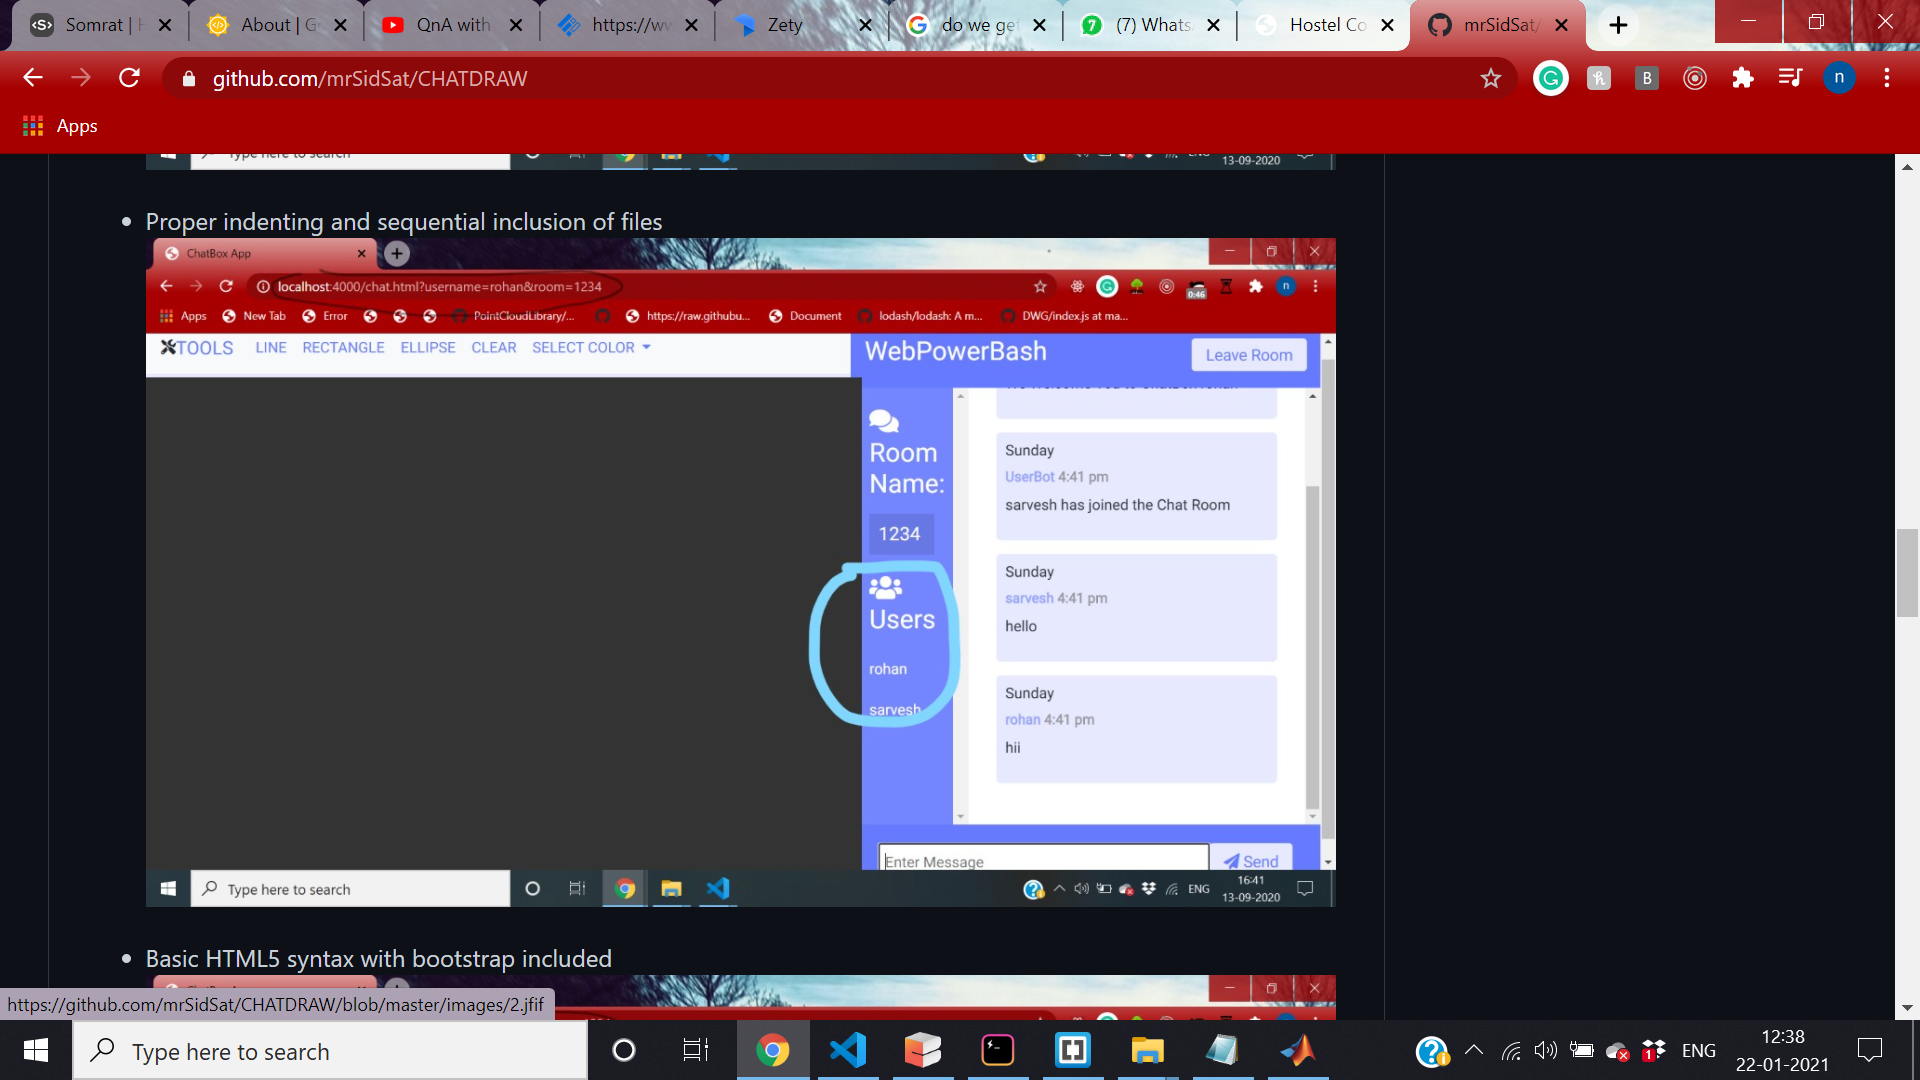 Somrat | H
About | G
QnA with
https://ww
Zety
do we get
(7) Whats
Hostel Co
mrSidSat/
github.com/mrSidSat/CHATDRAW
n
Apps
Type here to search
ENG
13-09-2020
Proper indenting and sequential inclusion of files
ChatBox App
localhost:4000/chat.html?username=rohan&room=1234
0:46
n
Apps
New Tab
Error
PointCloudLibrary/...
https://raw.githubu...
Document
lodash/lodash: A m...
DWG/index.js at ma...
TOOLS
LINE
RECTANGLE
ELLIPSE
CLEAR
SELECT COLOR
WebPowerBash
Leave Room
Room
Name:
1234
Users
rohan
sarvesh
Sunday
UserBot 4:41 pm
sarvesh has joined the Chat Room
Sunday
sarvesh 4:41 pm
hello
Sunday
rohan 4:41 pm
hii
Enter Message
Send
Type here to search
ENG
16:41
13-09-2020
Basic HTML5 syntax with bootstrap included
https://github.com/mrSidSat/CHATDRAW/blob/master/images/2.jfif
Type here to search
1
ENG
12:38
22-01-2021